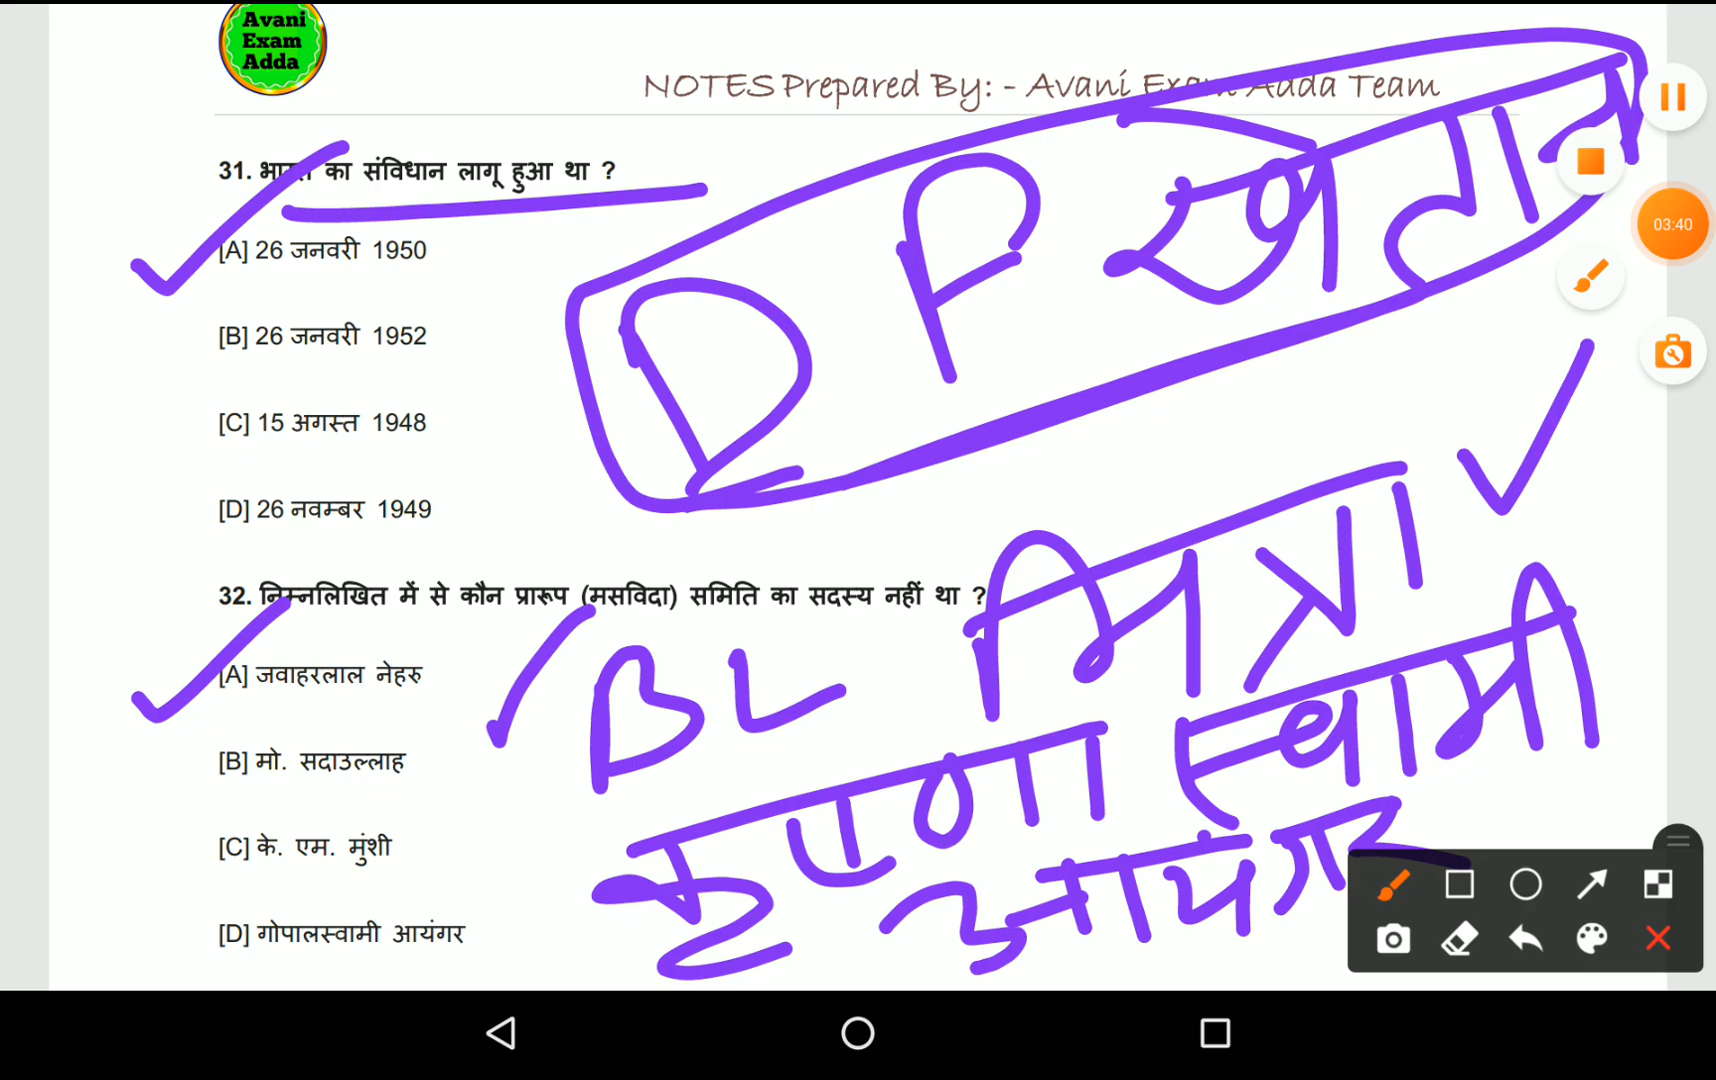 Avani
Exam
Adda
NOTES Prepared By: - Avani Exam Adda Team
31. भारत का संविधान लागू हुआ था ?
[A] 26 जनवरी 1950
[B] 26 जनवरी 1952
[C] 15 अगस्त 1948
[D] 26 नवम्बर 1949
DP खेतान
03:40
32. निम्नलिखित में से कौन प्रारूप (मसविदा) समिति का सदस्य नहीं था ?
[A] जवाहरलाल नेहरु
[B] मो. सदाउल्लाह
[C] के. एम. मुंशी
[D] गोपालस्वामी आयंगर
BL मित्रा
कृष्णा स्वामी
आयंगर